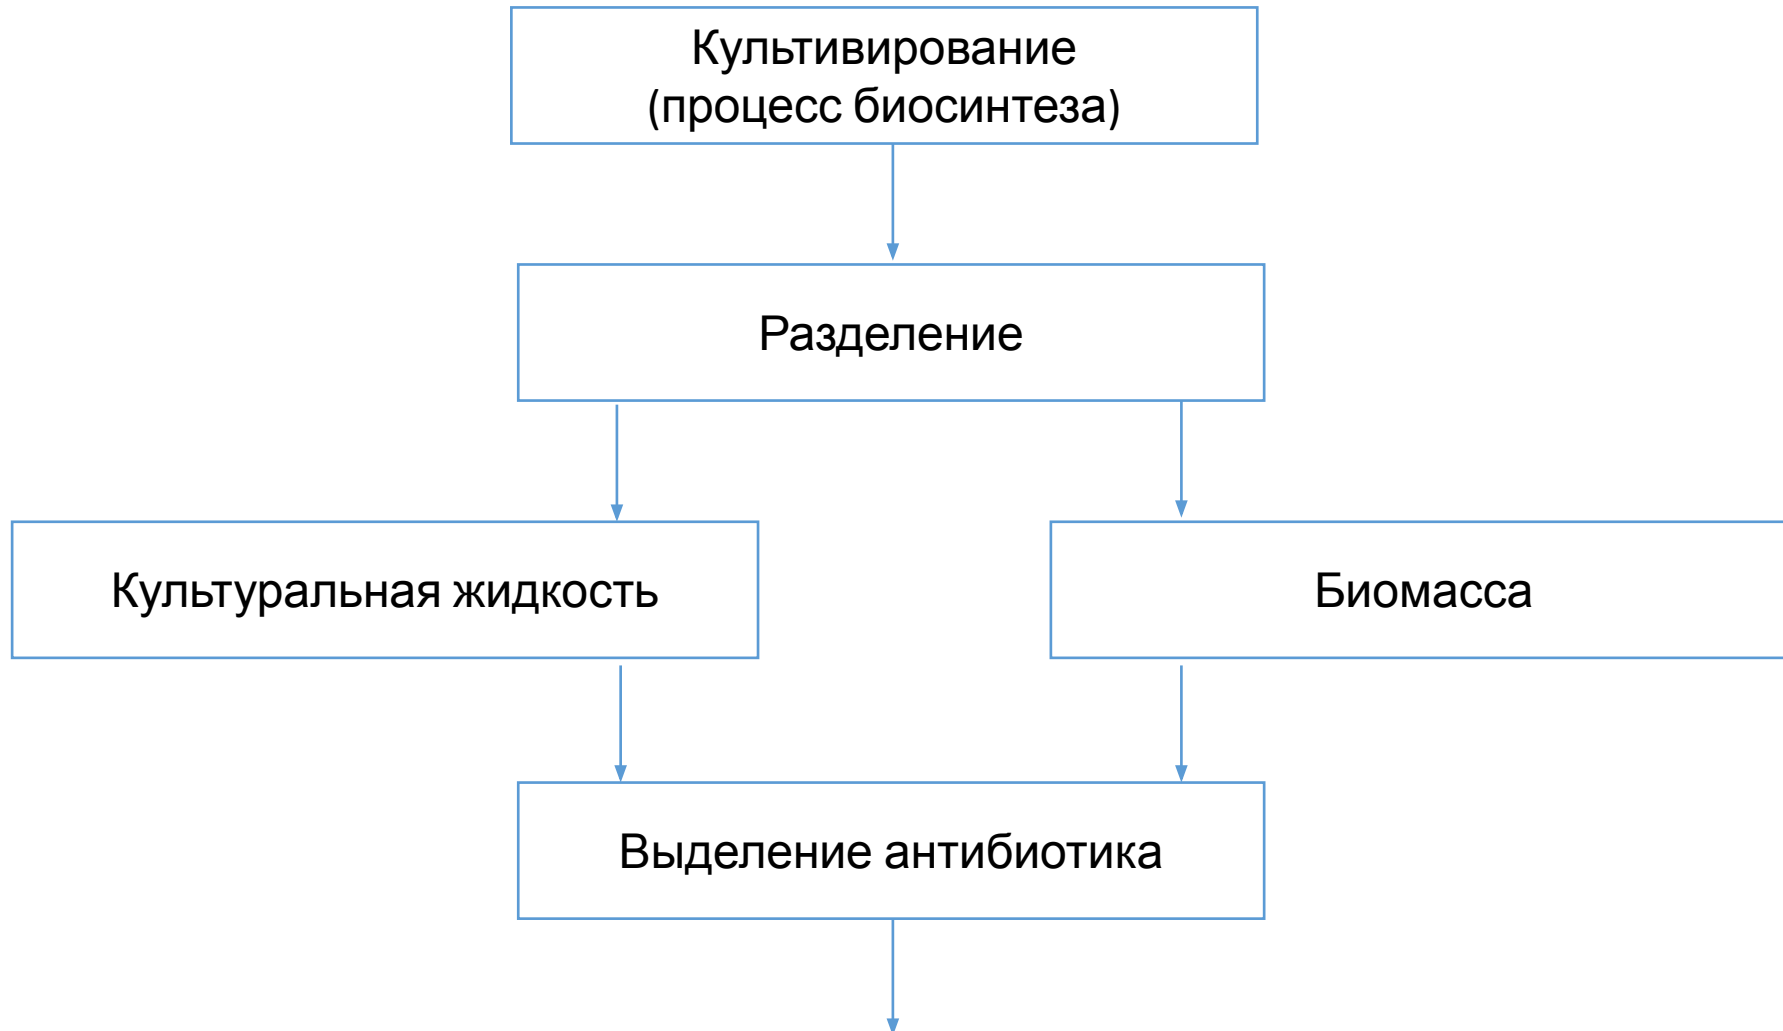 Культивирование
(процесс биосинтеза)
Разделение
Культуральная жидкость
Биомасса
Выделение антибиотика